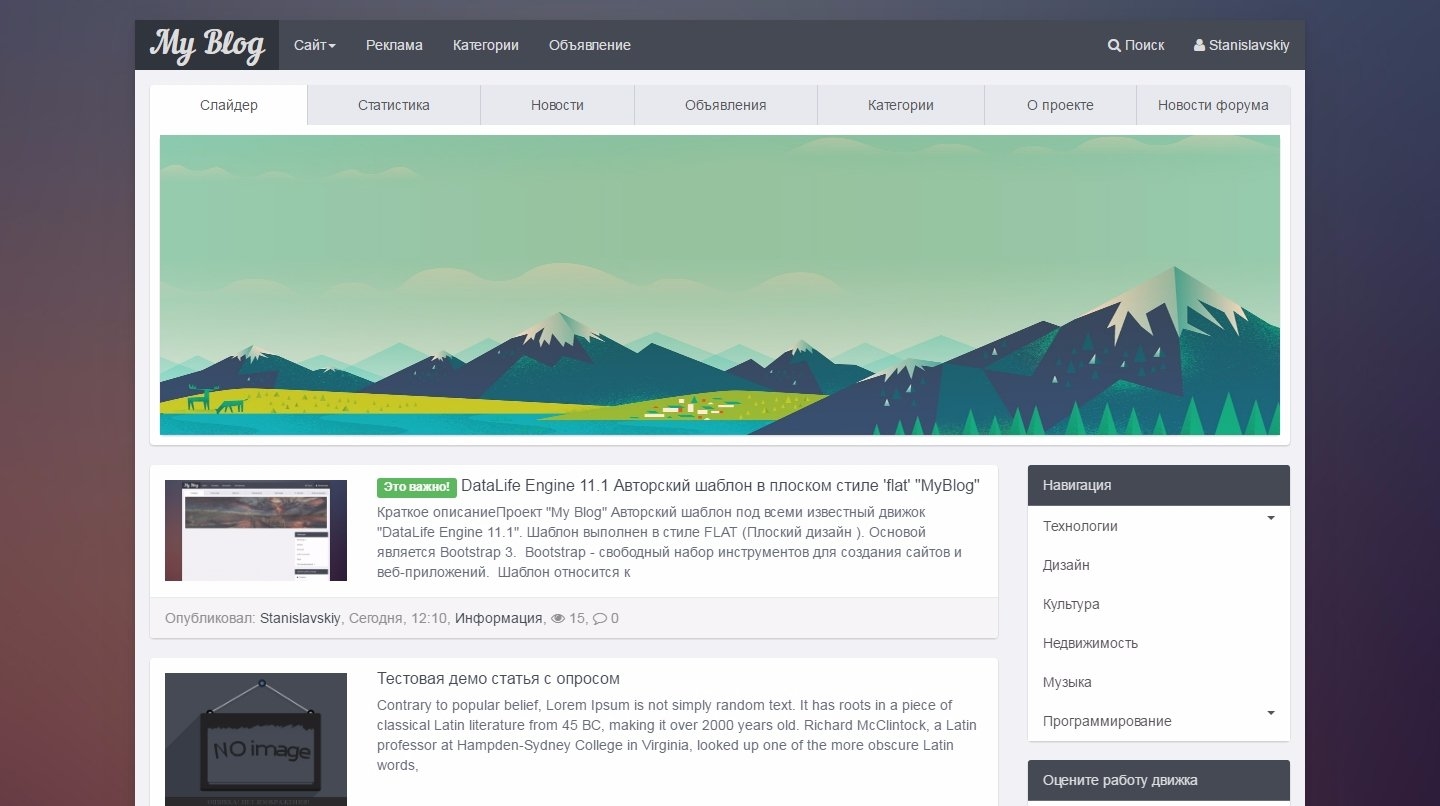 My Blog
Сайт
Реклама
Категории
Объявление
Поиск
Stanislavskiy
Слайдер
Статистика
Новости
Объявления
Категории
О проекте
Новости форума
Это важно! DataLife Engine 11.1 Авторский шаблон в плоском стиле 'flat' "MyBlog"
Краткое описаниеПроект "My Blog" Авторский шаблон под всеми известный движок
"DataLife Engine 11.1". Шаблон выполнен в стиле FLAT (Плоский дизайн ). Основой
является Bootstrap 3.  Bootstrap - свободный набор инструментов для создания сайтов и
веб-приложений.  Шаблон относится к
Опубликовал: Stanislavskiy, Сегодня, 12:10, Информация, 15, 0
NO image
Тестовая демо статья с опросом
Contrary to popular belief, Lorem Ipsum is not simply random text. It has roots in a piece of
classical Latin literature from 45 BC, making it over 2000 years old. Richard McClintock, a Latin
professor at Hampden-Sydney College in Virginia, looked up one of the more obscure Latin
words,
Навигация
Технологии
Дизайн
Культура
Недвижимость
Музыка
Программирование
Оцените работу движка